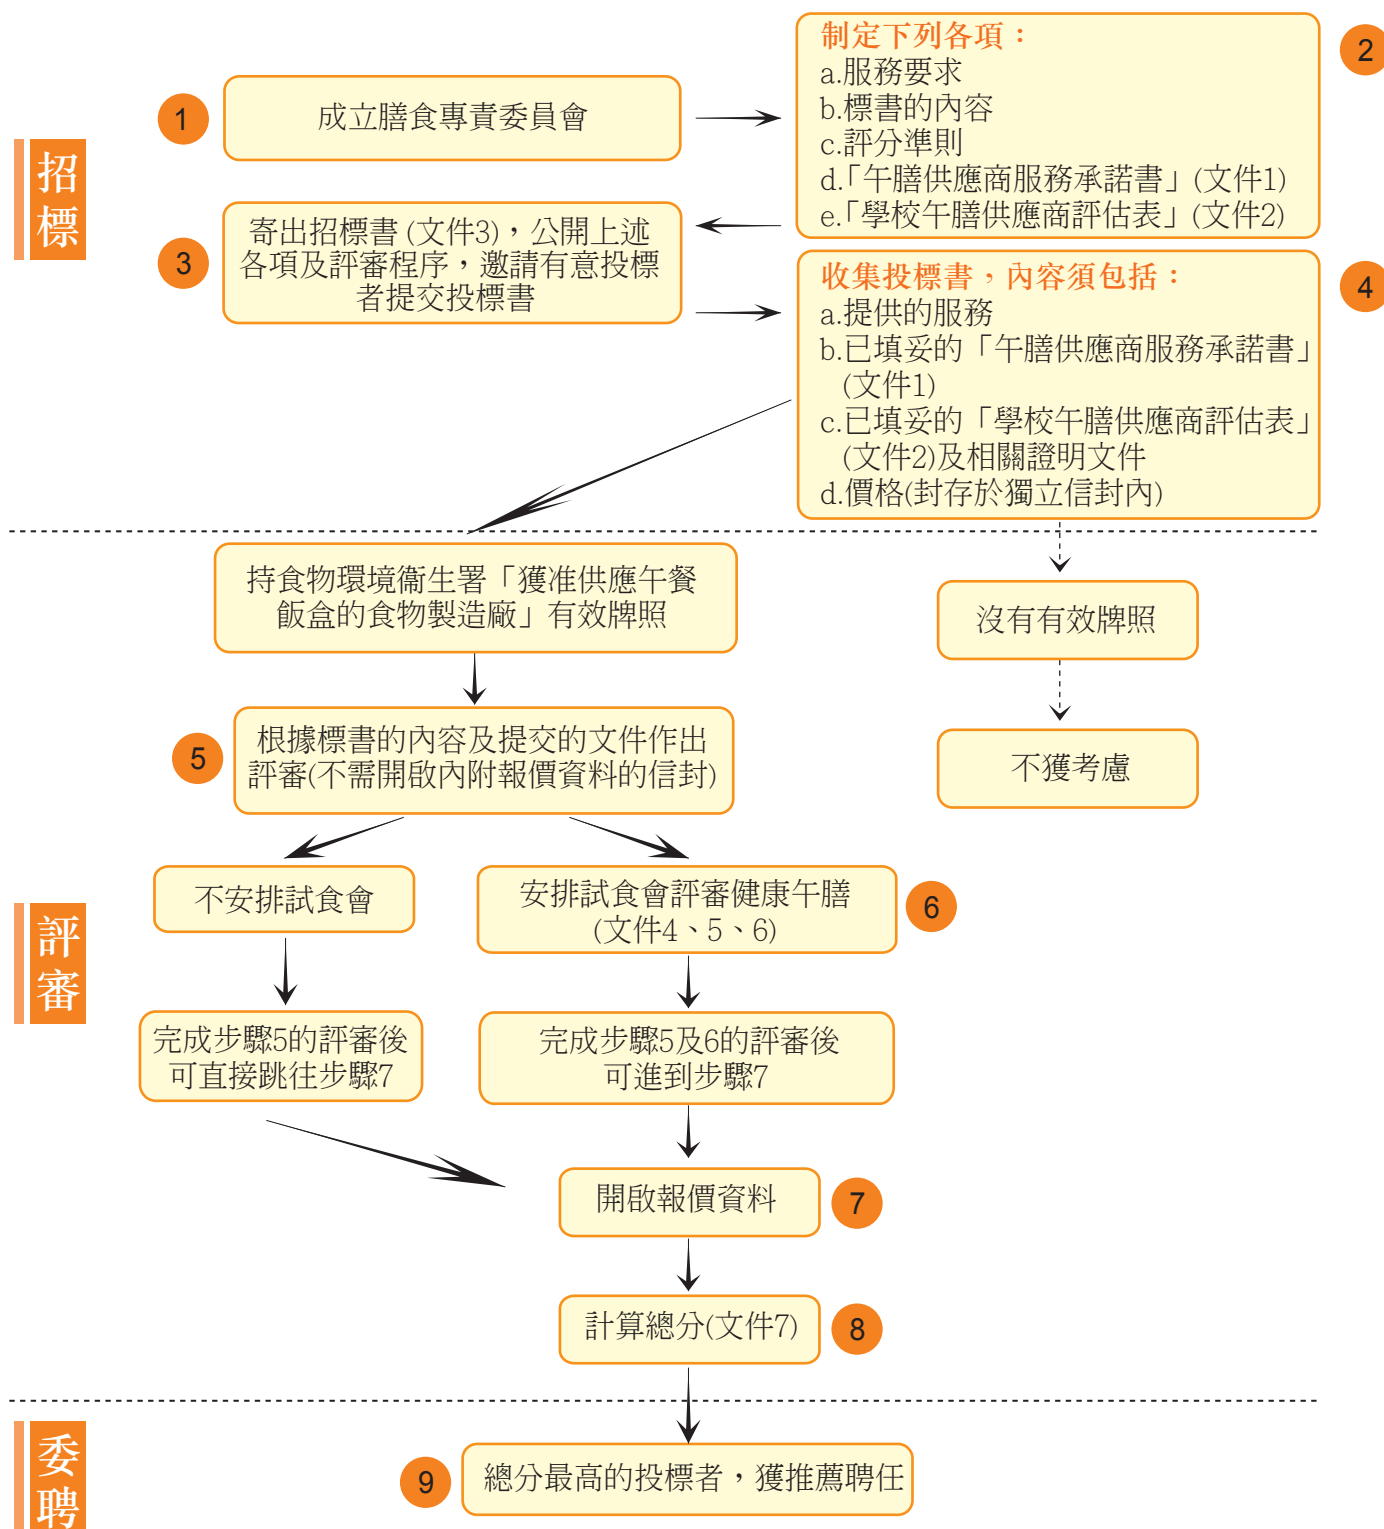 招標
1
成立膳食專責委員會
2
制定下列各項：
a.服務要求
b.標書的內容
c.評分準則
d.「午膳供應商服務承諾書」(文件1)
e.「學校午膳供應商評估表」(文件2)
3
寄出招標書 (文件3)，公開上述
各項及評審程序，邀請有意投標
者提交投標書
4
收集投標書，內容須包括：
a.提供的服務
b.已填妥的「午膳供應商服務承諾書」
(文件1)
c.已填妥的「學校午膳供應商評估表」
(文件2)及相關證明文件
d.價格(封存於獨立信封內)
評審
持食物環境衞生署「獲准供應午餐
飯盒的食物製造廠」有效牌照
沒有有效牌照
不獲考慮
5
根據標書的內容及提交的文件作出
評審(不需開啟內附報價資料的信封)
不安排試食會
安排試食會評審健康午膳
(文件4、5、6)
6
完成步驟5的評審後
可直接跳往步驟7
完成步驟5及6的評審後
可進到步驟7
開啟報價資料
7
計算總分(文件7)
8
委聘
9
總分最高的投標者，獲推薦聘任